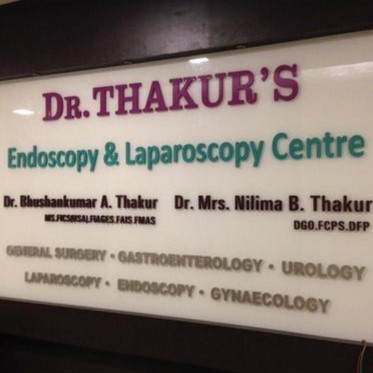 DR. THAKUR'S
Endoscopy & Laparoscopy Centre
Dr. Bhushankumar A. Thakur Dr. Mrs. Nilima B. Thakur
MS.FICS(USA).FIAGES.FAIS.FMAS DGO.FCPS.DFP
GENERAL SURGERY • GASTROENTEROLOGY • UROLOGY
LAPAROSCOPY • ENDOSCOPY • GYNAECOLOGY